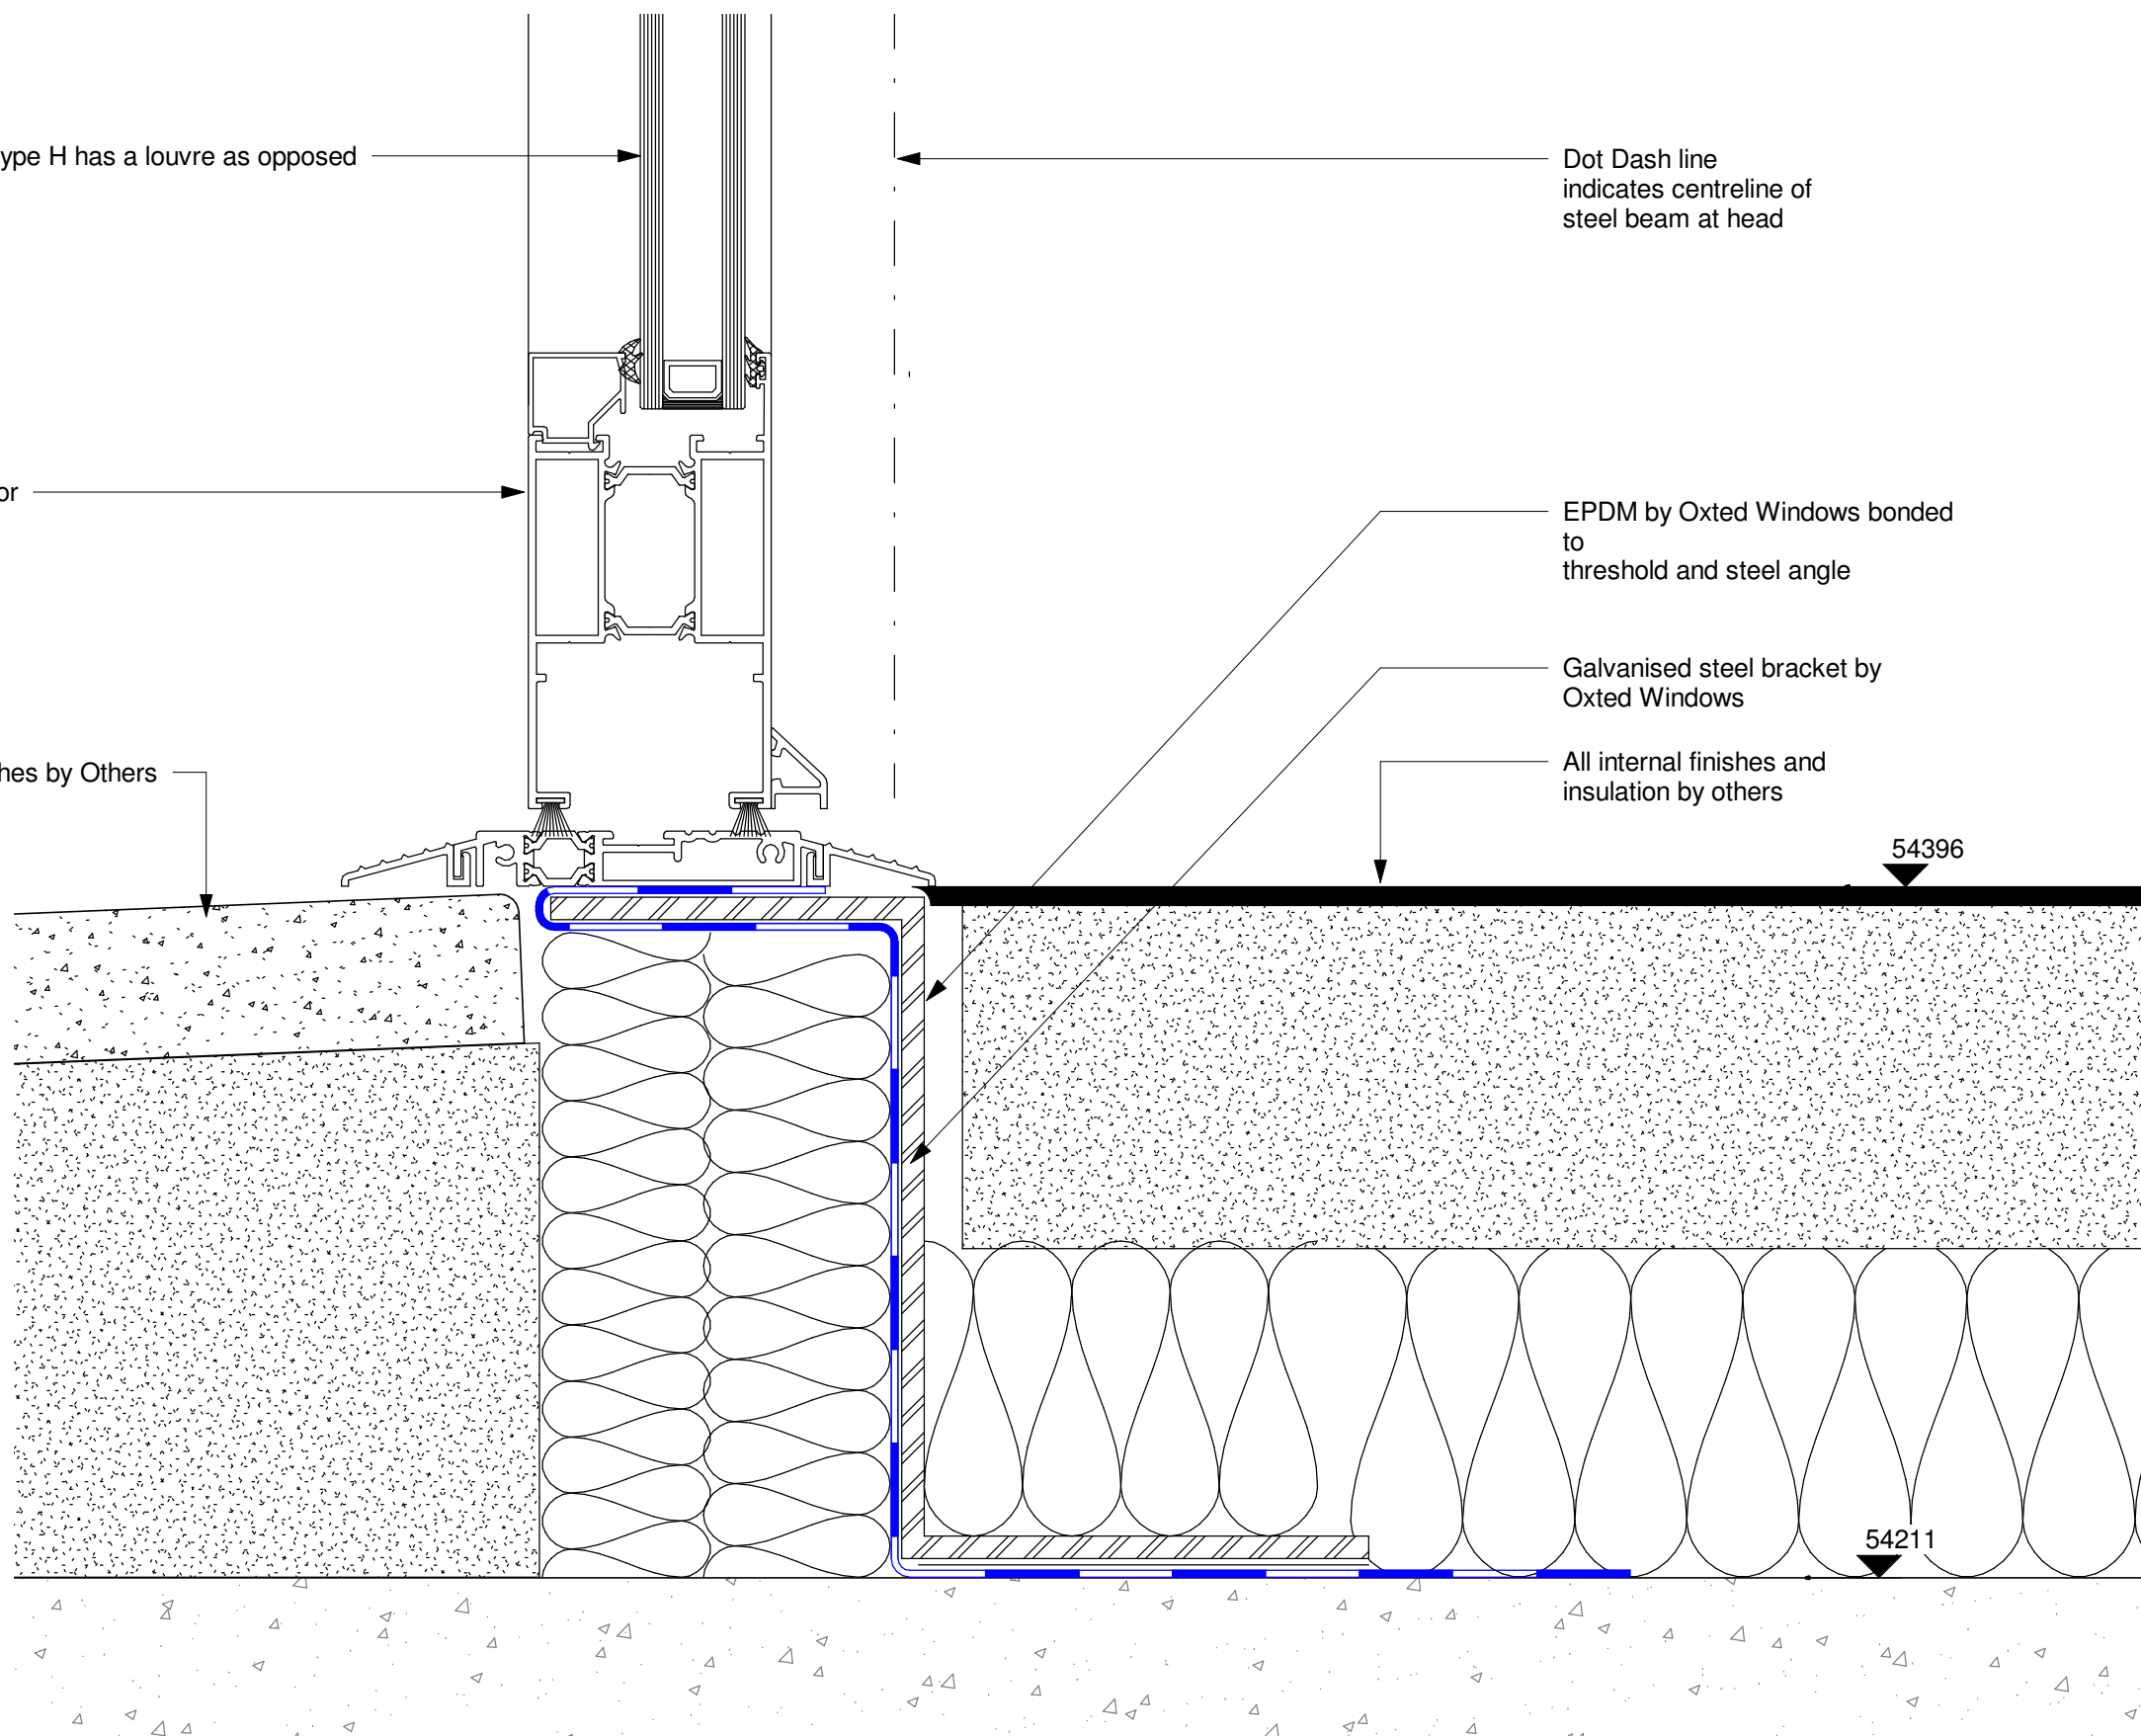 ype H has a louvre as opposed
Dot Dash line
indicates centreline of
steel beam at head
or
EPDM by Oxted Windows bonded
to
threshold and steel angle
Galvanised steel bracket by
Oxted Windows
hes by Others
All internal finishes and
insulation by others
54396
54211